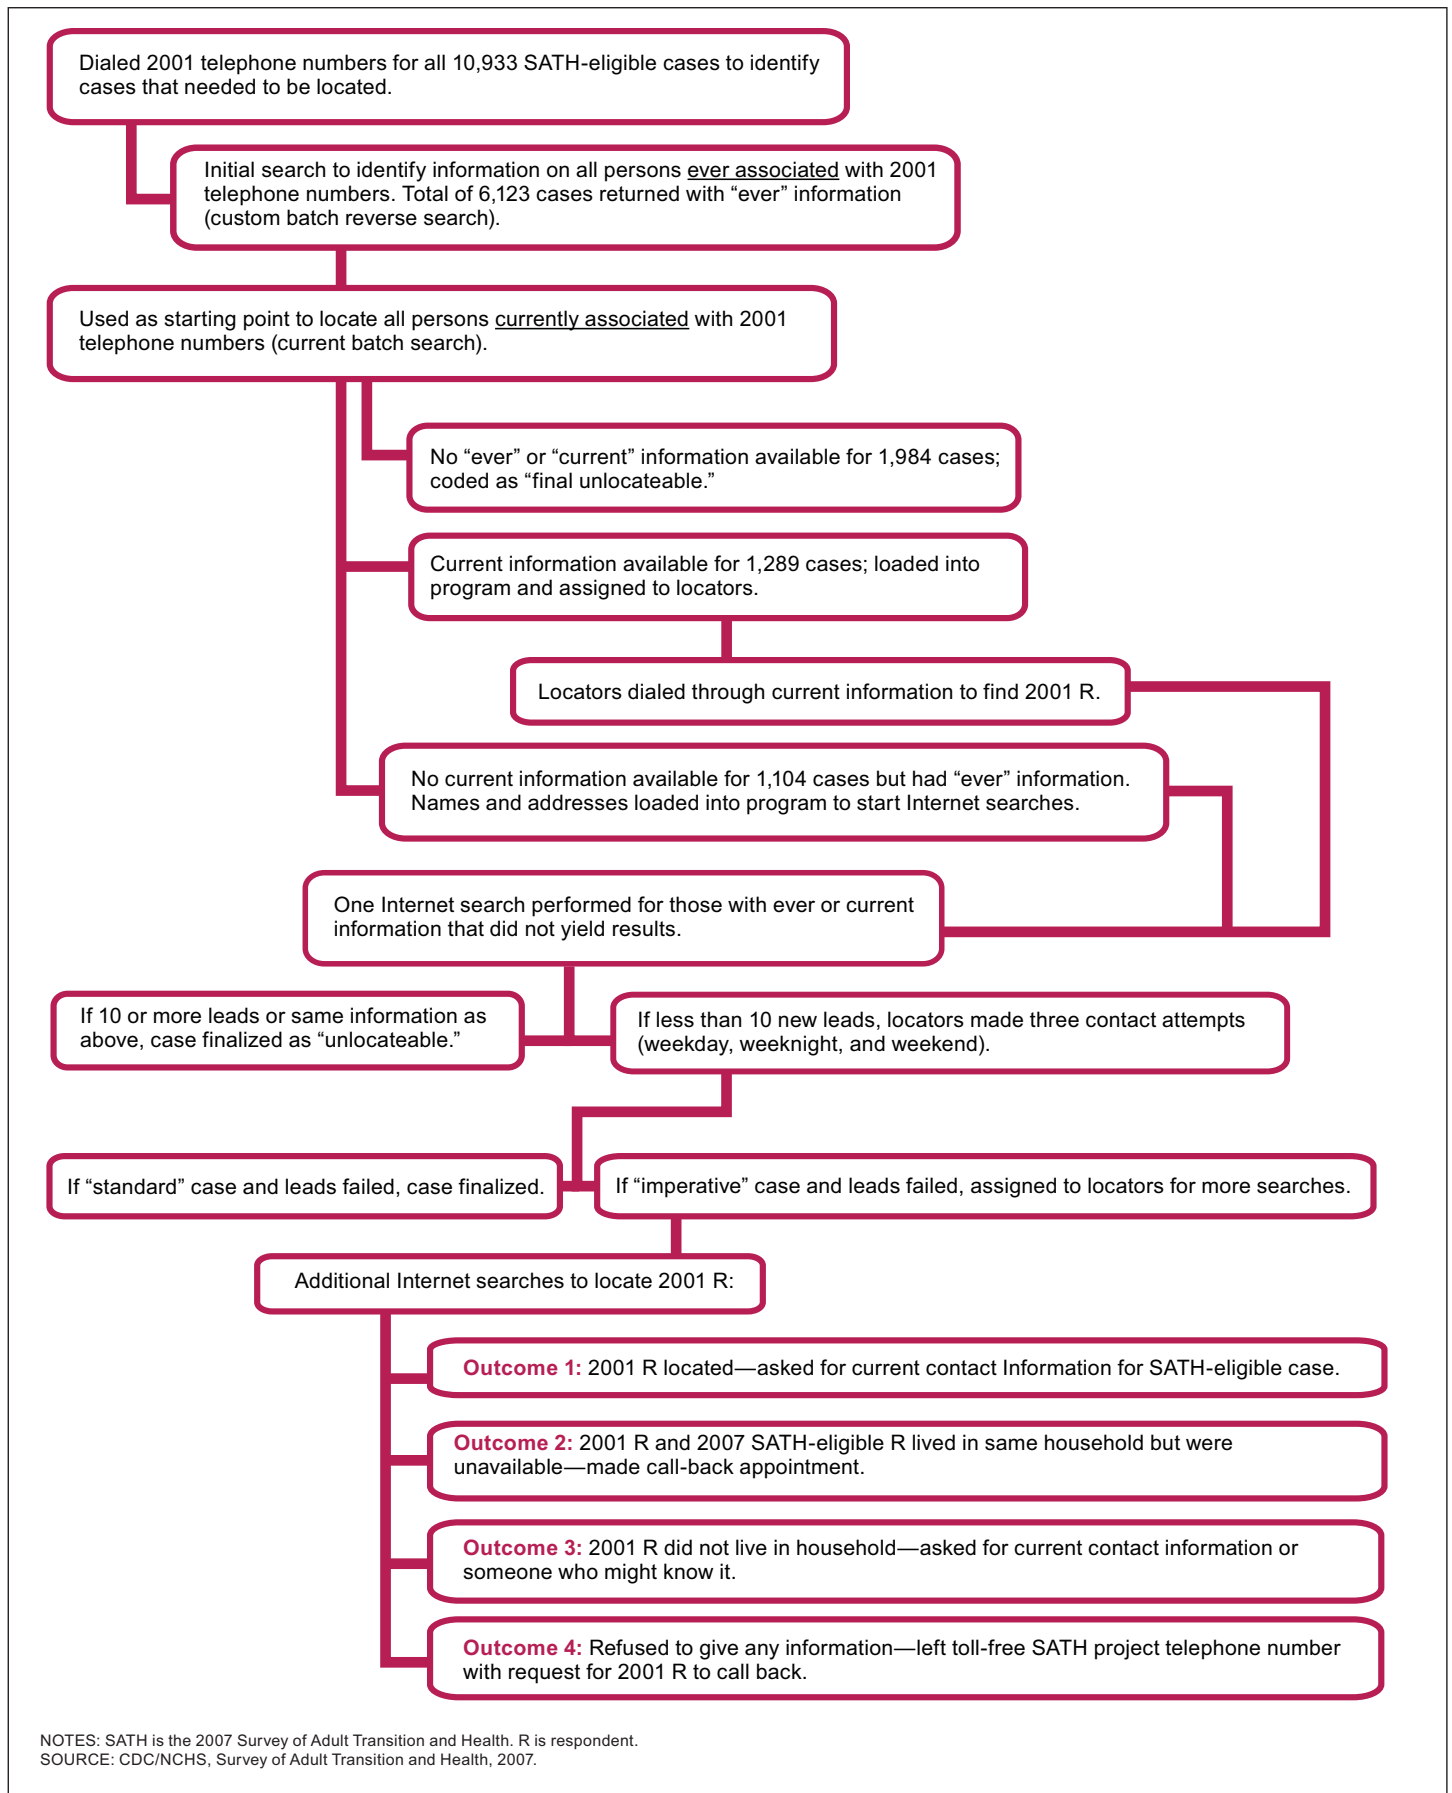 Dialed 2001 telephone numbers for all 10,933 SATH-eligible cases to identify
cases that needed to be located.
Initial search to identify information on all persons ever associated with 2001
telephone numbers. Total of 6,123 cases returned with “ever” information
(custom batch reverse search).
Used as starting point to locate all persons currently associated with 2001
telephone numbers (current batch search).
No “ever” or “current” information available for 1,984 cases;
coded as “final unlocateable.”
Current information available for 1,289 cases; loaded into
program and assigned to locators.
Locators dialed through current information to find 2001 R.
No current information available for 1,104 cases but had “ever” information.
Names and addresses loaded into program to start Internet searches.
One Internet search performed for those with ever or current
information that did not yield results.
If 10 or more leads or same information as
above, case finalized as “unlocateable.”
If less than 10 new leads, locators made three contact attempts
(weekday, weeknight, and weekend).
If “standard” case and leads failed, case finalized.
If “imperative” case and leads failed, assigned to locators for more searches.
Additional Internet searches to locate 2001 R:
Outcome 1: 2001 R located—asked for current contact Information for SATH-eligible case.
Outcome 2: 2001 R and 2007 SATH-eligible R lived in same household but were
unavailable—made call-back appointment.
Outcome 3: 2001 R did not live in household—asked for current contact information or
someone who might know it.
Outcome 4: Refused to give any information—left toll-free SATH project telephone number
with request for 2001 R to call back.
NOTES: SATH is the 2007 Survey of Adult Transition and Health. R is respondent.
SOURCE: CDC/NCHS, Survey of Adult Transition and Health, 2007.